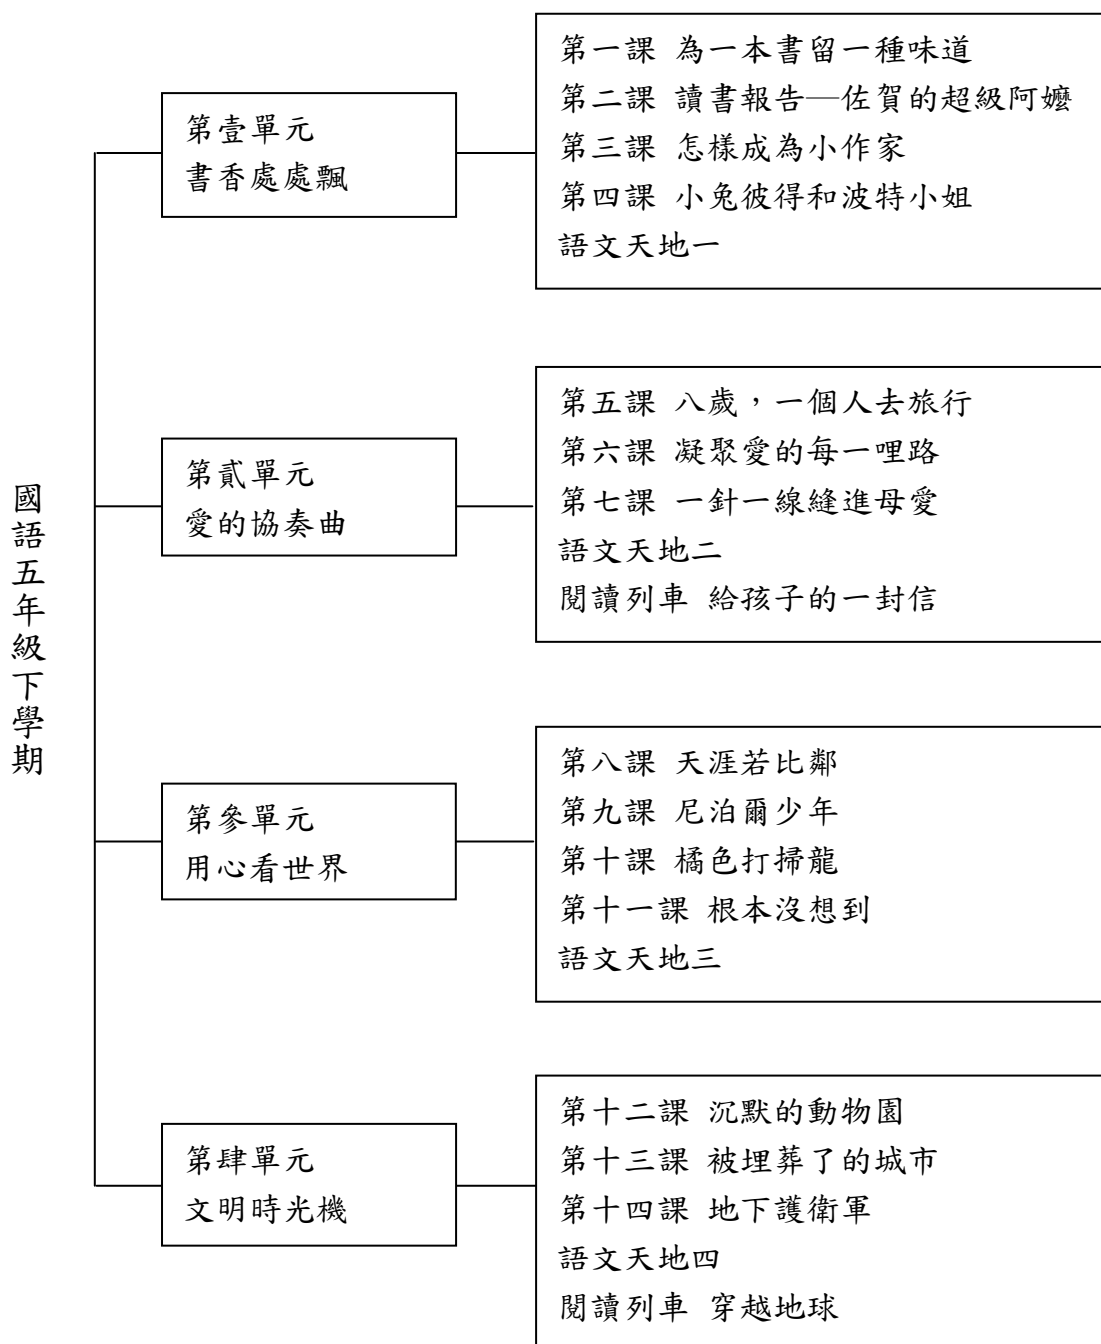 國語五年級下學期
第壹單元
書香處處飄
第一課 為一本書留一種味道
第二課 讀書報告—佐賀的超級阿嬤
第三課 怎樣成為小作家
第四課 小兔彼得和波特小姐
語文天地一
第貳單元
愛的協奏曲
第五課 八歲，一個人去旅行
第六課 凝聚愛的每一哩路
第七課 一針一線縫進母愛
語文天地二
閱讀列車 給孩子的一封信
第參單元
用心看世界
第八課 天涯若比鄰
第九課 尼泊爾少年
第十課 橘色打掃龍
第十一課 根本沒想到
語文天地三
第肆單元
文明時光機
第十二課 沉默的動物園
第十三課 被埋葬了的城市
第十四課 地下護衛軍
語文天地四
閱讀列車 穿越地球